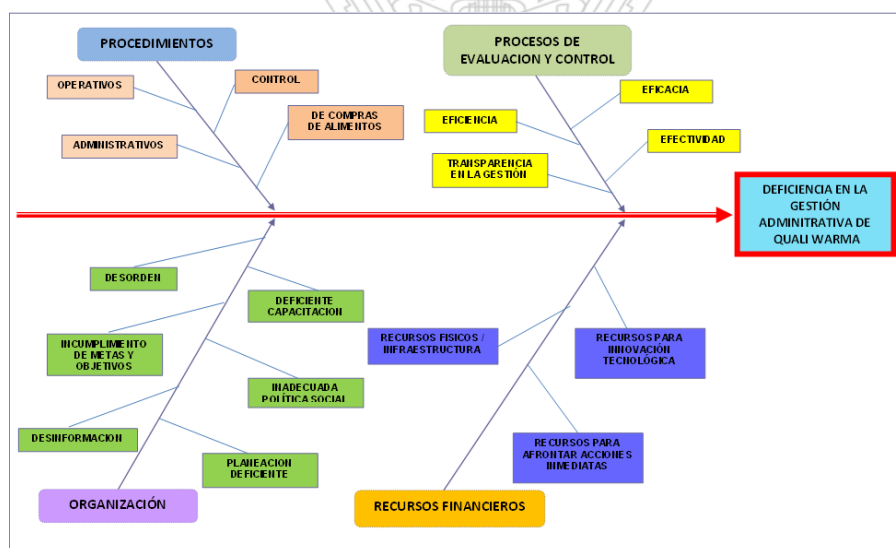 PROCEDIMIENTOS
PROCESOS DE
EVALUACION Y CONTROL
OPERATIVOS
CONTROL
DE COMPRAS
DE ALIMENTOS
ADMINISTRATIVOS
EFICACIA
EFICIENCIA
EFECTIVIDAD
TRANSPARENCIA
EN LA GESTIÓN
DEFICIENCIA EN LA
GESTIÓN
ADMINITRATIVA DE
QUALI WARMA
DESORDEN
DEFICIENTE
CAPACITACION
INCUMPLIMIENTO
DE METAS Y
OBJETIVOS
INADECUADA
POLÍTICA SOCIAL
DESINFORMACION
PLANEACION
DEFICIENTE
ORGANIZACIÓN
RECURSOS FISICOS /
INFRAESTRUCTURA
RECURSOS PARA
INNOVACIÓN
TECNOLÓGICA
RECURSOS PARA
AFRONTAR ACCIONES
INMEDIATAS
RECURSOS FINANCIEROS